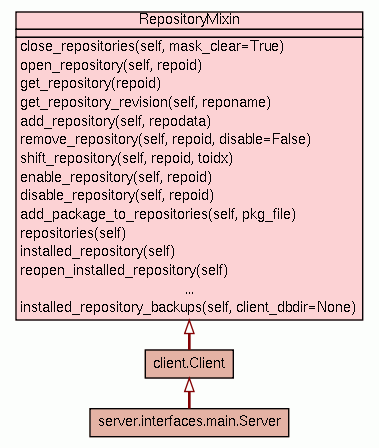 RepositoryMixin
close_repositories(self, mask_clear=True)
open_repository(self, repoid)
get_repository(repoid)
get_repository_revision(self, reponame)
add_repository(self, repodata)
remove_repository(self, repoid, disable=False)
shift_repository(self, repoid, toidx)
enable_repository(self, repoid)
disable_repository(self, repoid)
add_package_to_repositories(self, pkg_file)
repositories(self)
installed_repository(self)
reopen_installed_repository(self)
...
installed_repository_backups(self, client_dbdir=None)
client.Client
server.interfaces.main.Server